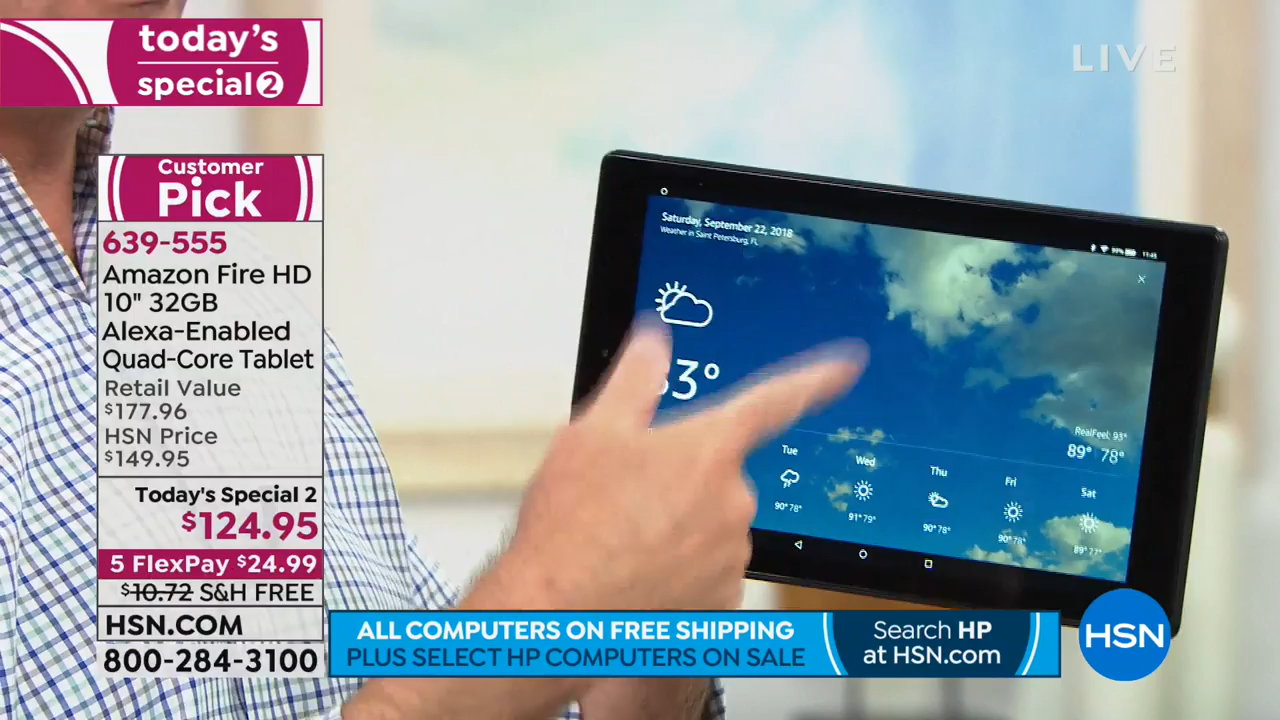 today's
special 2
LIVE
Customer
Pick
639-555
Amazon Fire HD
10" 32GB
Alexa-Enabled
Quad-Core Tablet
Retail Value
$177.96
HSN Price
$149.95
Today's Special 2
$124.95
5 FlexPay $24.99
$10.72 S&H FREE
HSN.COM
800-284-3100
Saturday, September 22, 2018
Weather in Saint Petersburg, FL
99% 11:45
3°
RealFeel: 93°
89° 78°
Tue Wed Thu Fri Sat
90° 78° 91° 79° 90° 78° 90° 78° 89° 77°
ALL COMPUTERS ON FREE SHIPPING
PLUS SELECT HP COMPUTERS ON SALE
Search HP
at HSN.com
HSN